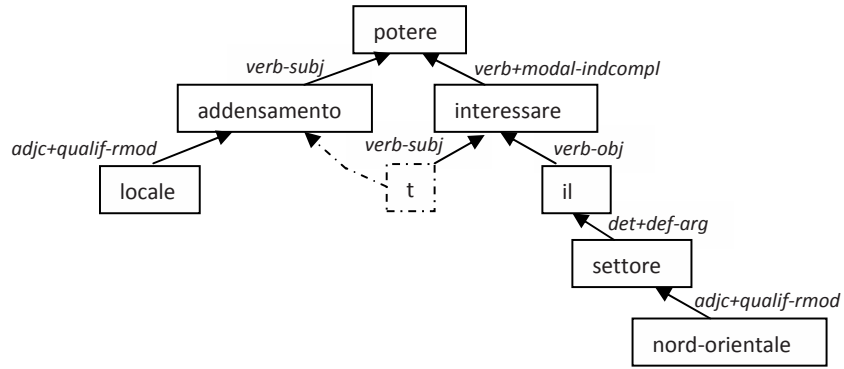 potere
verb-subj verb+modal-indcompl
addensamento interessare
adjc+qualif-rmod verb-subj verb-obj
locale t il
det+def-arg
settore
adjc+qualif-rmod
nord-orientale